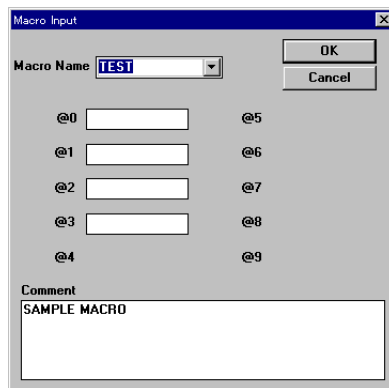 Macro Input
OK
Macro Name TEST
Cancel
@0 @5
@1 @6
@2 @7
@3 @8
@4 @9
Comment
SAMPLE MACRO